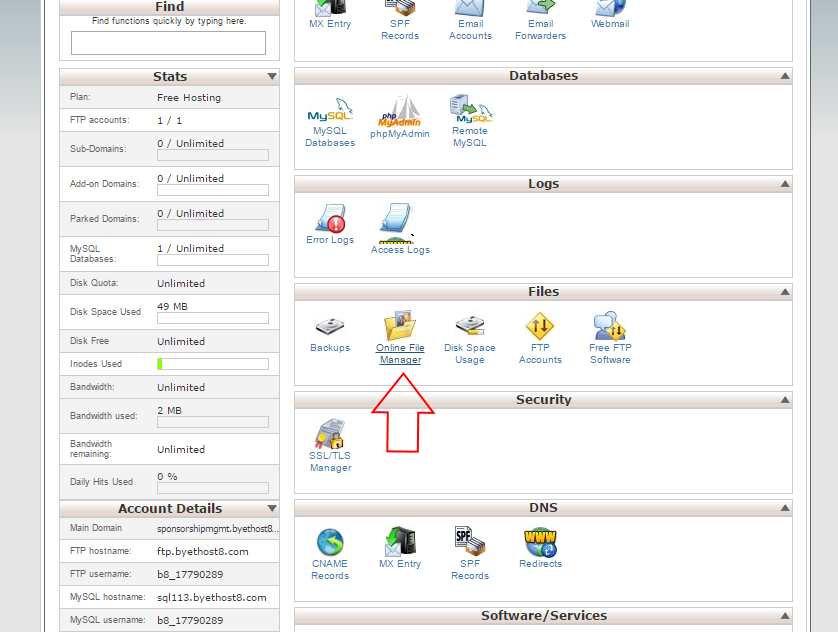 Find
Find functions quickly by typing here.
Stats
Plan: Free Hosting
FTP accounts: 1 / 1
Sub-Domains: 0 / Unlimited
Add-on Domains: 0 / Unlimited
Parked Domains: 0 / Unlimited
MySQL
Databases: 1 / Unlimited
Disk Quota: Unlimited
Disk Space Used 49 MB
Disk Free Unlimited
Inodes Used
Bandwidth: Unlimited
Bandwidth used: 2 MB
Bandwidth
remaining: Unlimited
Daily Hits Used 0 %
Account Details
Main Domain sponsorshipmgmt.byethost8...
FTP hostname: ftp.byethost8.com
FTP username: b8_17790289
MySQL hostname: sql113.byethost8.com
MySQL username: b8_17790289
MX Entry
SPF
Records
Email
Accounts
Email
Forwarders
Webmail
Databases
MySQL
MySQL
Databases
php
MyAdmin
phpMyAdmin
MySQL
Remote
MySQL
Logs
Error Logs
Access Logs
Files
Backups
Online File
Manager
Disk Space
Usage
FTP
Accounts
Free FTP
Software
Security
SSL/TLS
Manager
DNS
CNAME
Records
MX Entry
SPF
SPF
Records
WWW
Redirects
Software/Services